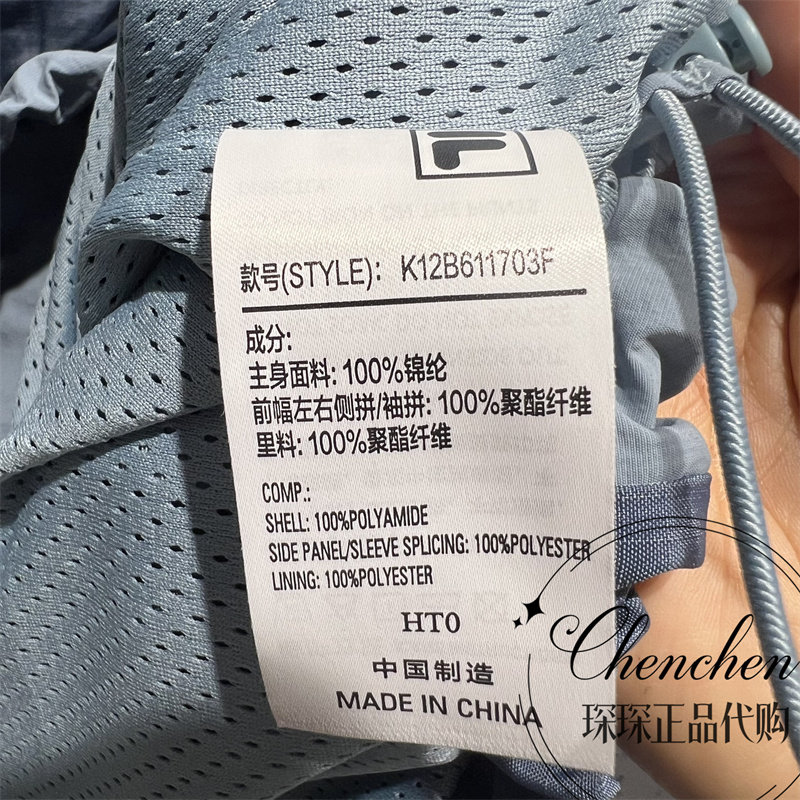 款号(STYLE): K12B611703F
成分:
主身面料: 100%锦纶
前幅左右侧拼/袖拼: 100%聚酯纤维
里料: 100%聚酯纤维
COMP.:
SHELL: 100%POLYAMIDE
SIDE PANEL/SLEEVE SPLICING: 100%POLYESTER
LINING: 100%POLYESTER
HT0
中国制造
MADE IN CHINA
Chenchen
琛琛正品代购